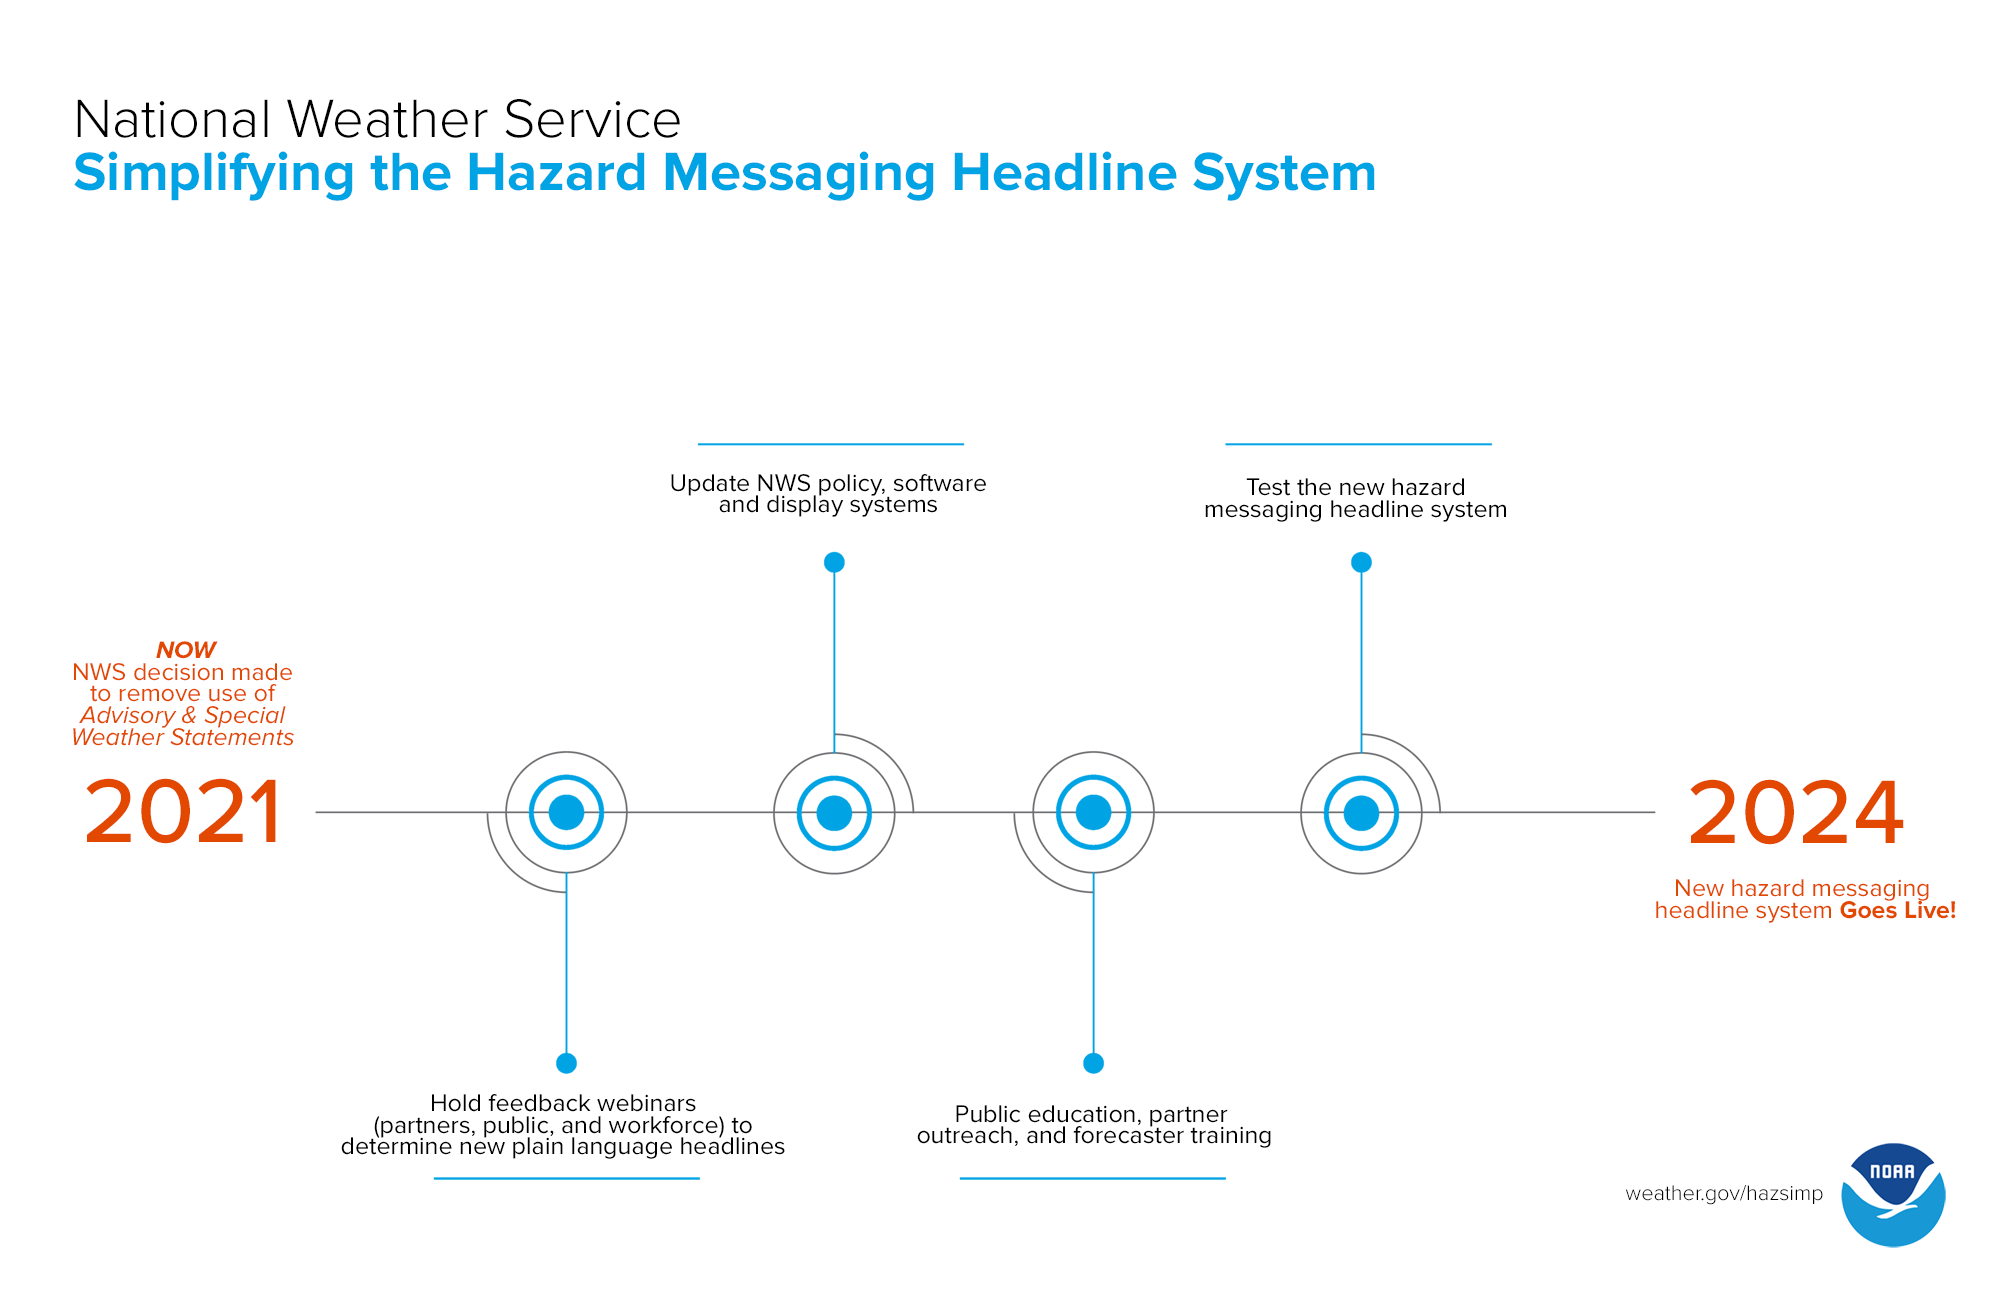 National Weather Service
Simplifying the Hazard Messaging Headline System
Update NWS policy, software
and display systems
Test the new hazard
messaging headline system
NOW
NWS decision made
to remove use of
Advisory & Special
Weather Statements
2021
2024
New hazard messaging
headline system Goes Live!
Hold feedback webinars
(partners, public, and workforce) to
determine new plain language headlines
Public education, partner
outreach, and forecaster training
weather.gov/hazsimp
NOAA